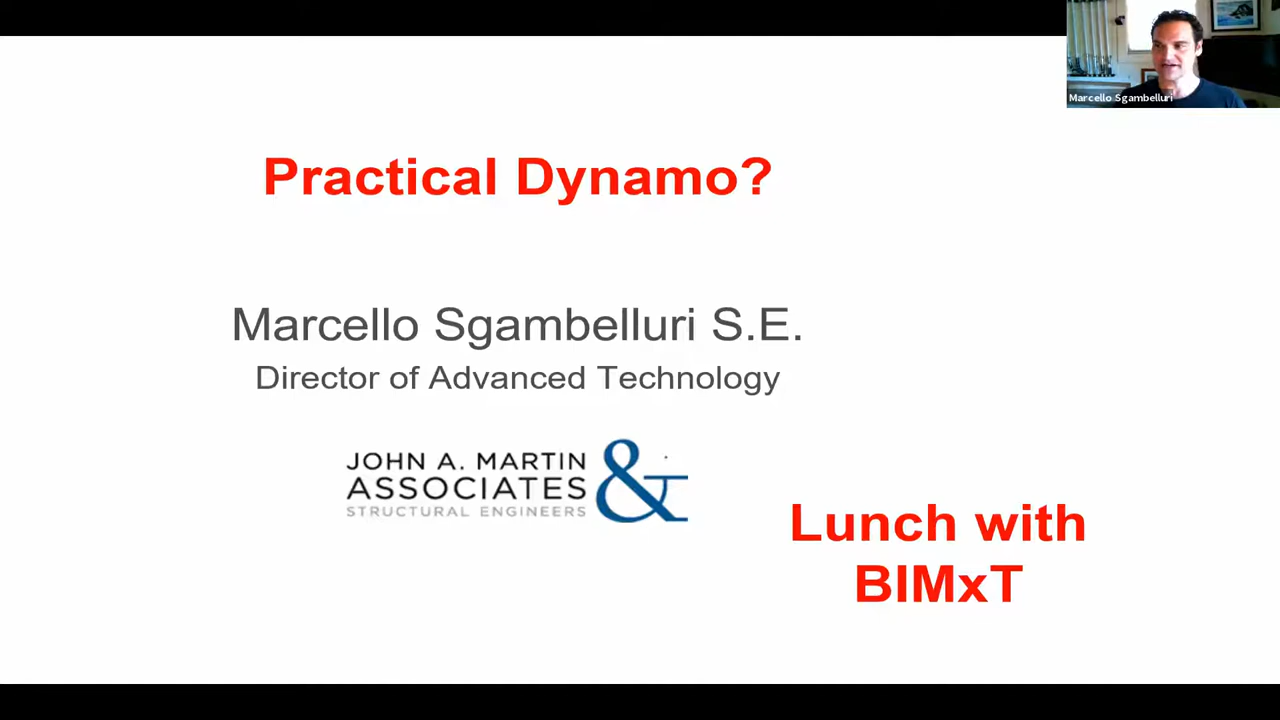 Marcello Sgambelluri
Practical Dynamo?
Marcello Sgambelluri S.E.
Director of Advanced Technology
JOHN A. MARTIN
ASSOCIATES
&
STRUCTURAL ENGINEERS
Lunch with
BIMxT